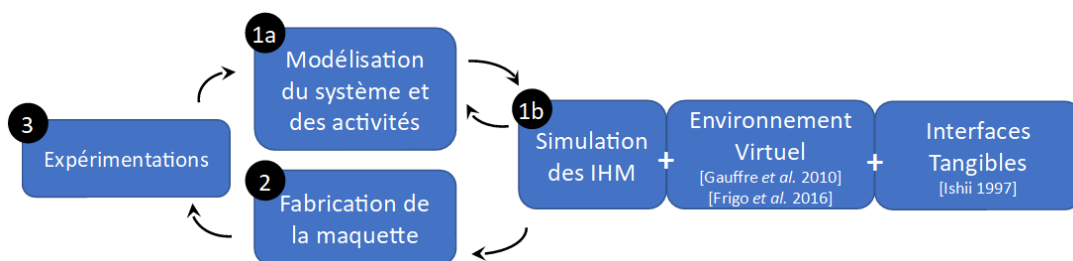 1a
Modélisation
du système et
des activités
1b
Simulation
des IHM
+
Environnement
Virtuel
[Gauffre et al. 2010]
[Frigo et al. 2016]
+
Interfaces
Tangibles
[Ishii 1997]
2
Fabrication de
la maquette
3
Expérimentations